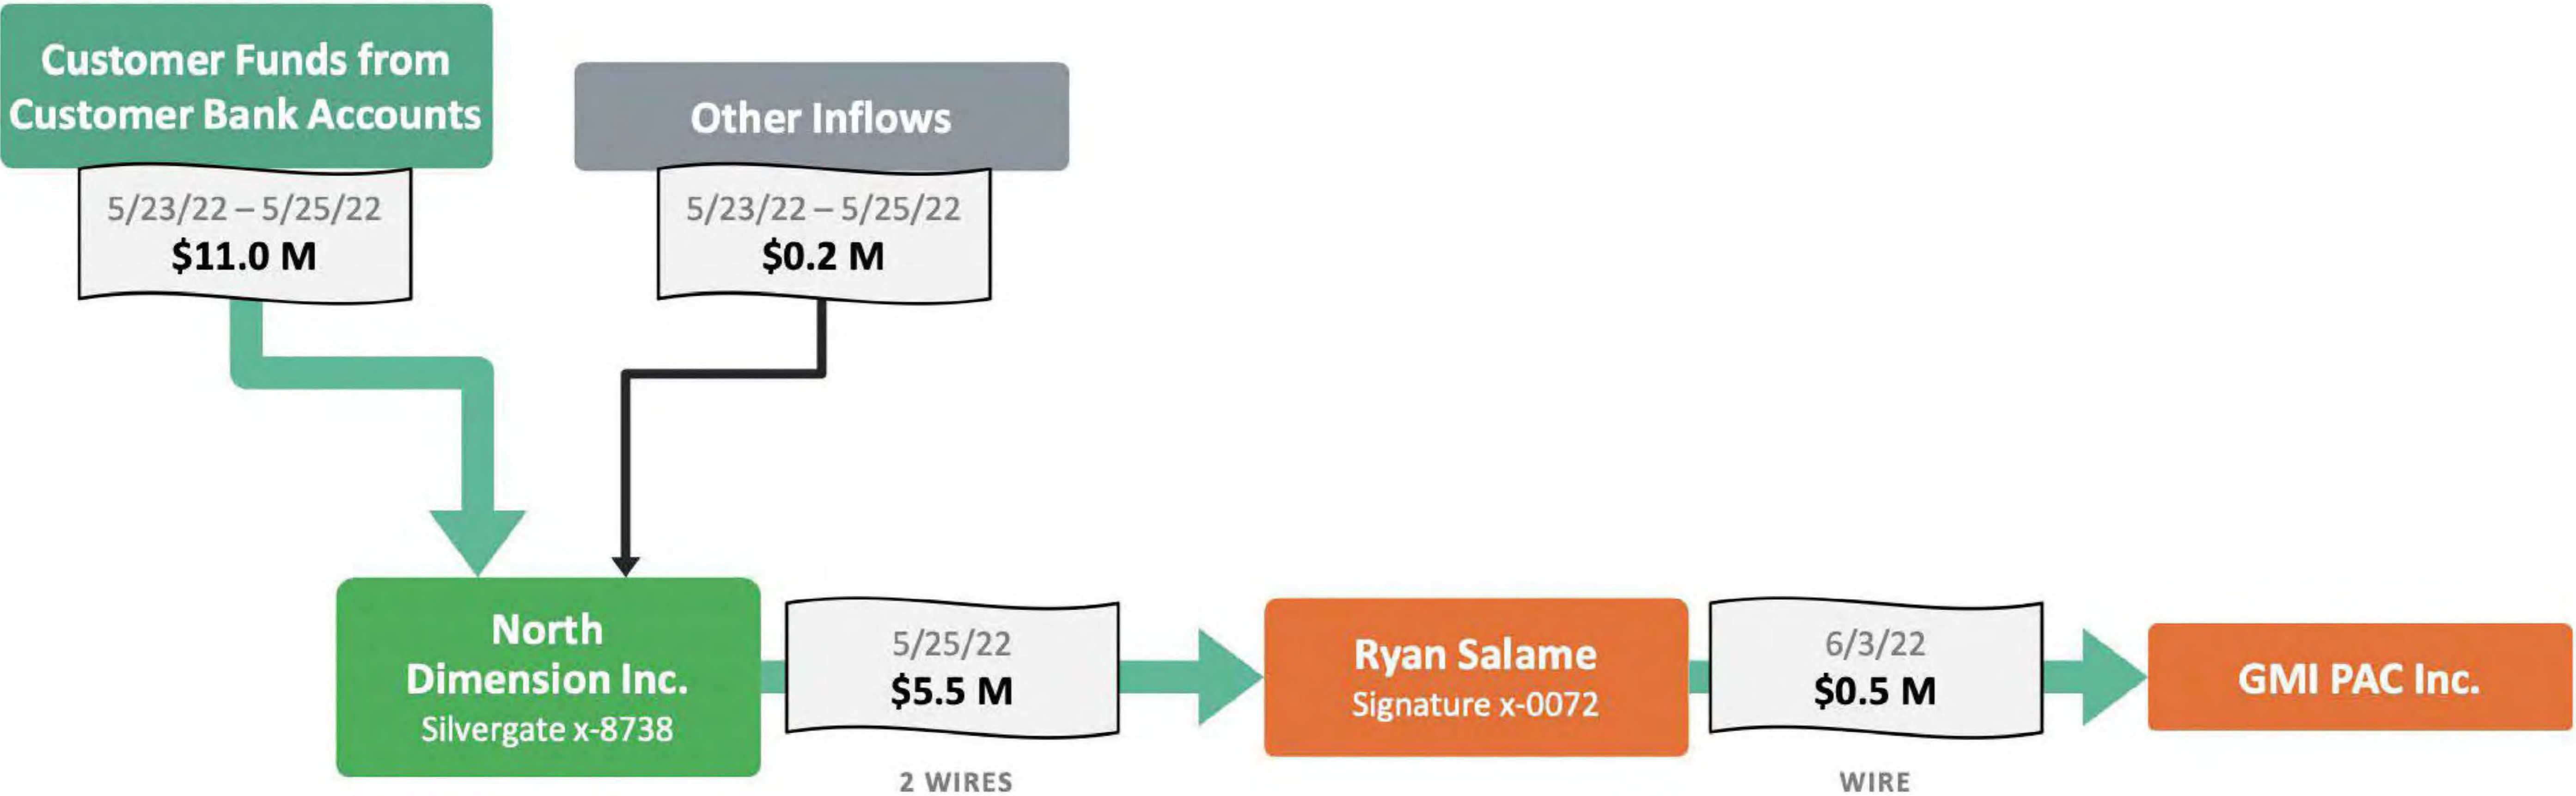 Customer Funds from
Customer Bank Accounts
5/23/22 – 5/25/22
$11.0 M
Other Inflows
5/23/22 – 5/25/22
$0.2 M
North
Dimension Inc.
Silvergate x-8738
5/25/22
$5.5 M
2 WIRES
Ryan Salame
Signature x-0072
6/3/22
$0.5 M
WIRE
GMI PAC Inc.